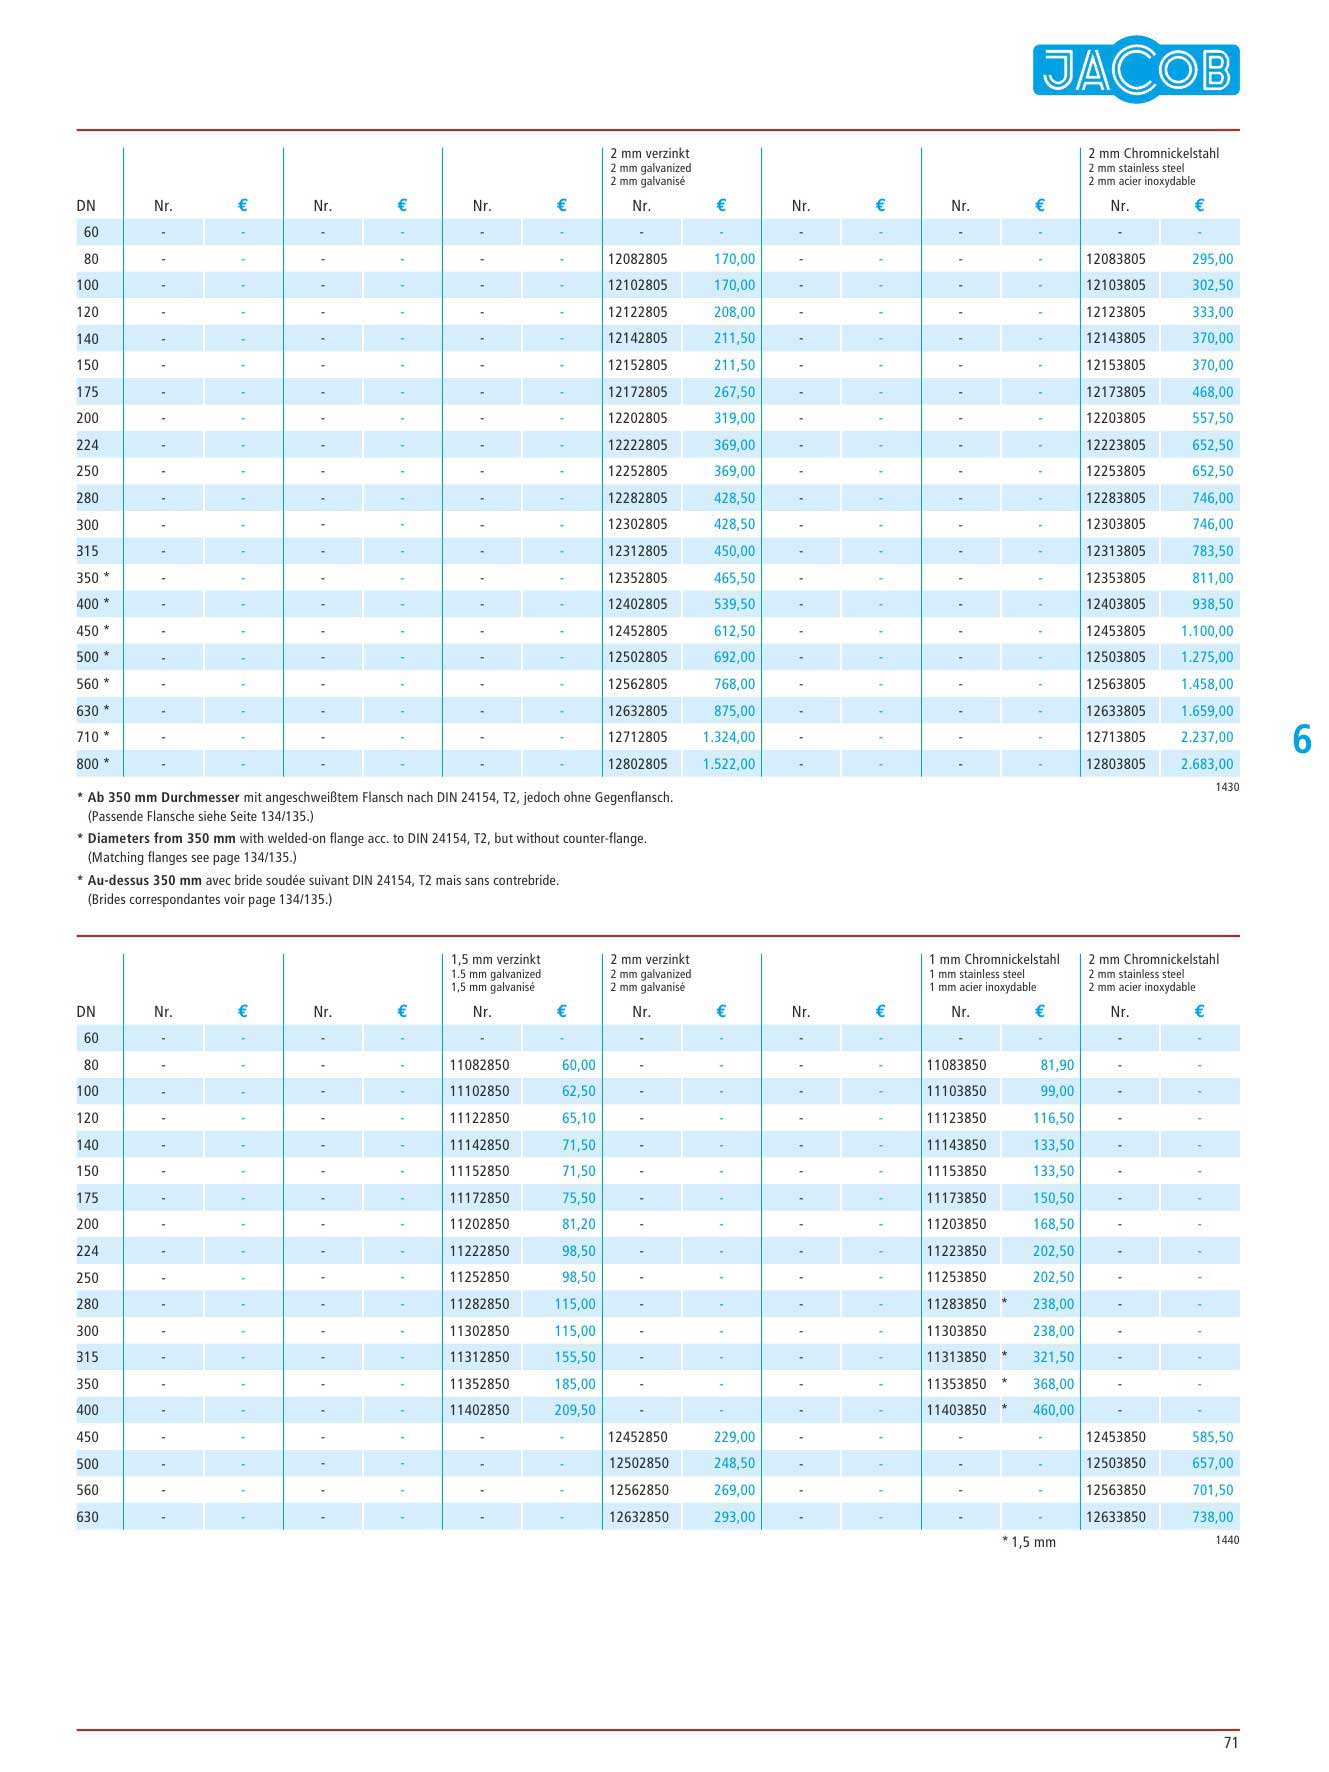 JACOB
2 mm verzinkt 2 mm Chromnickelstahl
2 mm galvanized 2 mm stainless steel
2 mm galvanisé 2 mm acier inoxydable
DN Nr. € Nr. € Nr. € Nr. € Nr. € Nr. € Nr. €
60 - - - - - - - - - - - - - -
80 - - - - - - 12082805 170,00 - - - - 12083805 295,00
100 - - - - - - 12102805 170,00 - - - - 12103805 302,50
120 - - - - - - 12122805 208,00 - - - - 12123805 333,00
140 - - - - - - 12142805 211,50 - - - - 12143805 370,00
150 - - - - - - 12152805 211,50 - - - - 12153805 370,00
175 - - - - - - 12172805 267,50 - - - - 12173805 468,00
200 - - - - - - 12202805 319,00 - - - - 12203805 557,50
224 - - - - - - 12222805 369,00 - - - - 12223805 652,50
250 - - - - - - 12252805 369,00 - - - - 12253805 652,50
280 - - - - - - 12282805 428,50 - - - - 12283805 746,00
300 - - - - - - 12302805 428,50 - - - - 12303805 746,00
315 - - - - - - 12312805 450,00 - - - - 12313805 783,50
350 * - - - - - - 12352805 465,50 - - - - 12353805 811,00
400 * - - - - - - 12402805 539,50 - - - - 12403805 938,50
450 * - - - - - - 12452805 612,50 - - - - 12453805 1.100,00
500 * - - - - - - 12502805 692,00 - - - - 12503805 1.275,00
560 * - - - - - - 12562805 768,00 - - - - 12563805 1.458,00
630 * - - - - - - 12632805 875,00 - - - - 12633805 1.659,00
710 * - - - - - - 12712805 1.324,00 - - - - 12713805 2.237,00
800 * - - - - - - 12802805 1.522,00 - - - - 12803805 2.683,00
6
1430
* Ab 350 mm Durchmesser mit angeschweißtem Flansch nach DIN 24154, T2, jedoch ohne Gegenflansch.
(Passende Flansche siehe Seite 134/135.)
* Diameters from 350 mm with welded-on flange acc. to DIN 24154, T2, but without counter-flange.
(Matching flanges see page 134/135.)
* Au-dessus 350 mm avec bride soudée suivant DIN 24154, T2 mais sans contrebride.
(Brides correspondantes voir page 134/135.)
1,5 mm verzinkt 2 mm verzinkt 1 mm Chromnickelstahl 2 mm Chromnickelstahl
1.5 mm galvanized 2 mm galvanized 1 mm stainless steel 2 mm stainless steel
1,5 mm galvanisé 2 mm galvanisé 1 mm acier inoxydable 2 mm acier inoxydable
DN Nr. € Nr. € Nr. € Nr. € Nr. € Nr. € Nr. €
60 - - - - - - - - - - - - - -
80 - - - - 11082850 60,00 - - - - 11083850 81,90 - -
100 - - - - 11102850 62,50 - - - - 11103850 99,00 - -
120 - - - - 11122850 65,10 - - - - 11123850 116,50 - -
140 - - - - 11142850 71,50 - - - - 11143850 133,50 - -
150 - - - - 11152850 71,50 - - - - 11153850 133,50 - -
175 - - - - 11172850 75,50 - - - - 11173850 150,50 - -
200 - - - - 11202850 81,20 - - - - 11203850 168,50 - -
224 - - - - 11222850 98,50 - - - - 11223850 202,50 - -
250 - - - - 11252850 98,50 - - - - 11253850 202,50 - -
280 - - - - 11282850 115,00 - - - - 11283850 * 238,00 - -
300 - - - - 11302850 115,00 - - - - 11303850 238,00 - -
315 - - - - 11312850 155,50 - - - - 11313850 * 321,50 - -
350 - - - - 11352850 185,00 - - - - 11353850 * 368,00 - -
400 - - - - 11402850 209,50 - - - - 11403850 * 460,00 - -
450 - - - - - - 12452850 229,00 - - - - 12453850 585,50
500 - - - - - - 12502850 248,50 - - - - 12503850 657,00
560 - - - - - - 12562850 269,00 - - - - 12563850 701,50
630 - - - - - - 12632850 293,00 - - - - 12633850 738,00
* 1,5 mm 1440
71